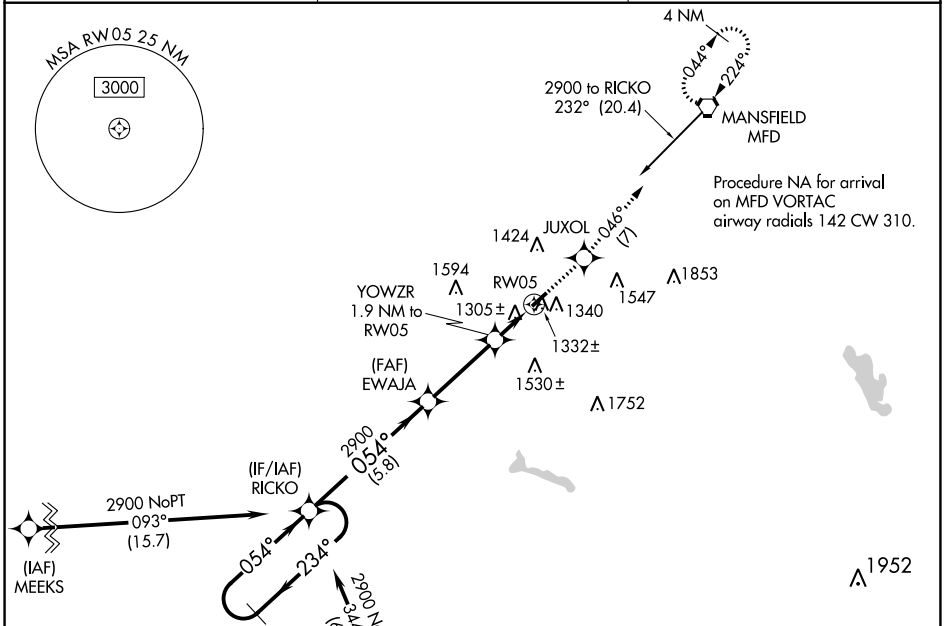 MSA RW05 25 NM
3000
4 NM
044°
224°
2900 to RICKO
232° (20.4)
MANSFIELD
MFD
Procedure NA for arrival
on MFD VORTAC
airway radials 142 CW 310.
JUXOL
046°
(7)
1424
1594
RW05
1853
1547
YOWZR
1.9 NM to
RW05
1305±
1340
1332±
(FAF)
EWAJA
1530±
1752
2900
054°
(5.8)
(IF/IAF)
RICKO
2900 NoPT
093°
(15.7)
(IAF)
MEEKS
054°
234°
2900
1952